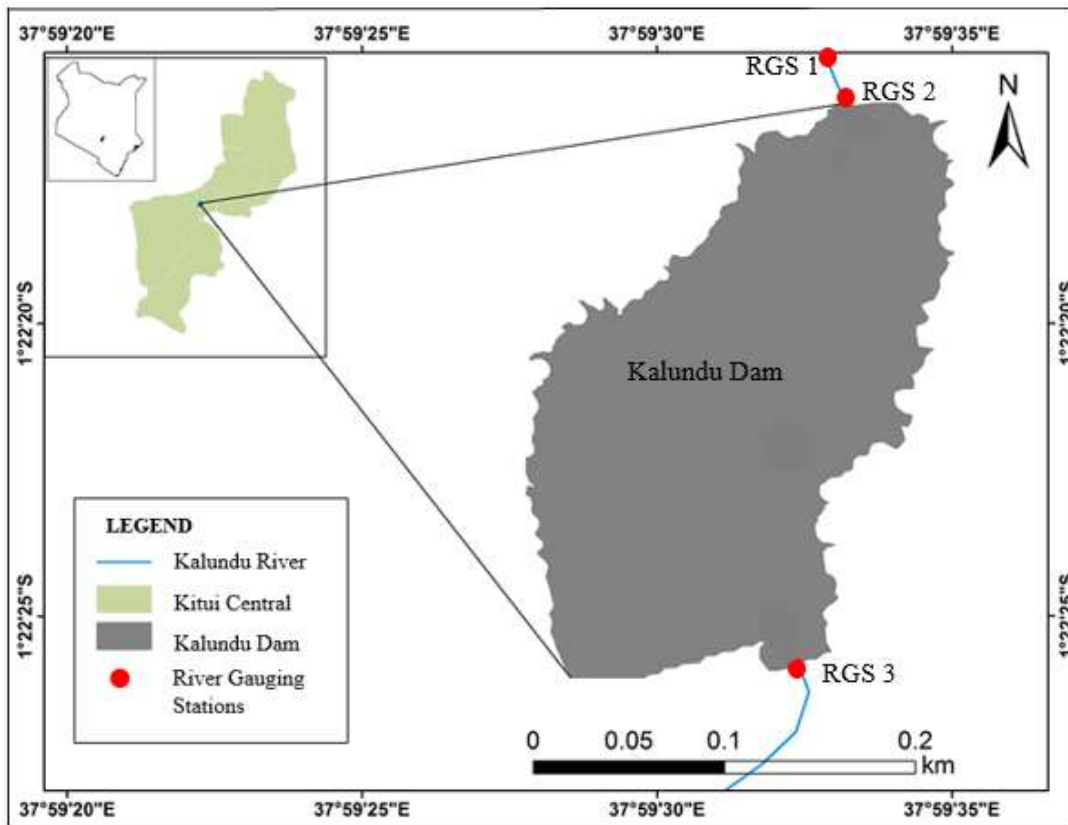 37°59'20"E 37°59'25"E 37°59'30"E 37°59'35"E
RGS 1
RGS 2
N
1°22'20"S
1°22'20"S
Kalundu Dam
LEGEND
Kalundu River
Kitui Central
Kalundu Dam
River Gauging
Stations
1°22'25"S
1°22'25"S
RGS 3
0 0.05 0.1 0.2
km
37°59'20"E 37°59'25"E 37°59'30"E 37°59'35"E